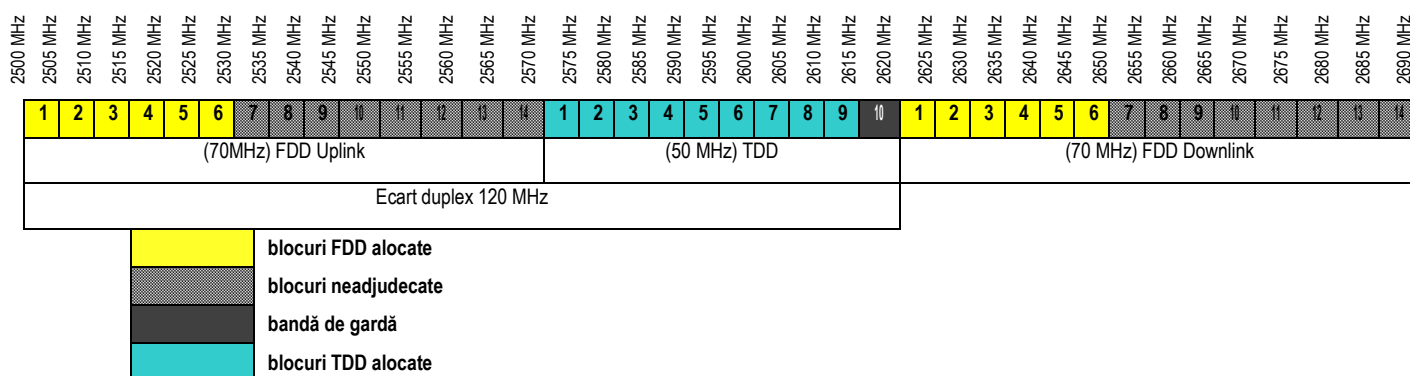 2500 MHz 2505 MHz 2510 MHz 2515 MHz 2520 MHz 2525 MHz 2530 MHz 2535 MHz 2540 MHz 2545 MHz 2550 MHz 2555 MHz 2560 MHz 2565 MHz 2570 MHz 2575 MHz 2580 MHz 2585 MHz 2590 MHz 2595 MHz 2600 MHz 2605 MHz 2610 MHz 2615 MHz 2620 MHz 2625 MHz 2630 MHz 2635 MHz 2640 MHz 2645 MHz 2650 MHz 2655 MHz 2660 MHz 2665 MHz 2670 MHz 2675 MHz 2680 MHz 2685 MHz 2690 MHz
1 2 3 4 5 6 7 8 9 10 11 12 13 14 1 2 3 4 5 6 7 8 9 10 1 2 3 4 5 6 7 8 9 10 11 12 13 14
(70MHz) FDD Uplink (50 MHz) TDD (70 MHz) FDD Downlink
Ecart duplex 120 MHz
blocuri FDD alocate
blocuri neadjudecate
bandă de gardă
blocuri TDD alocate